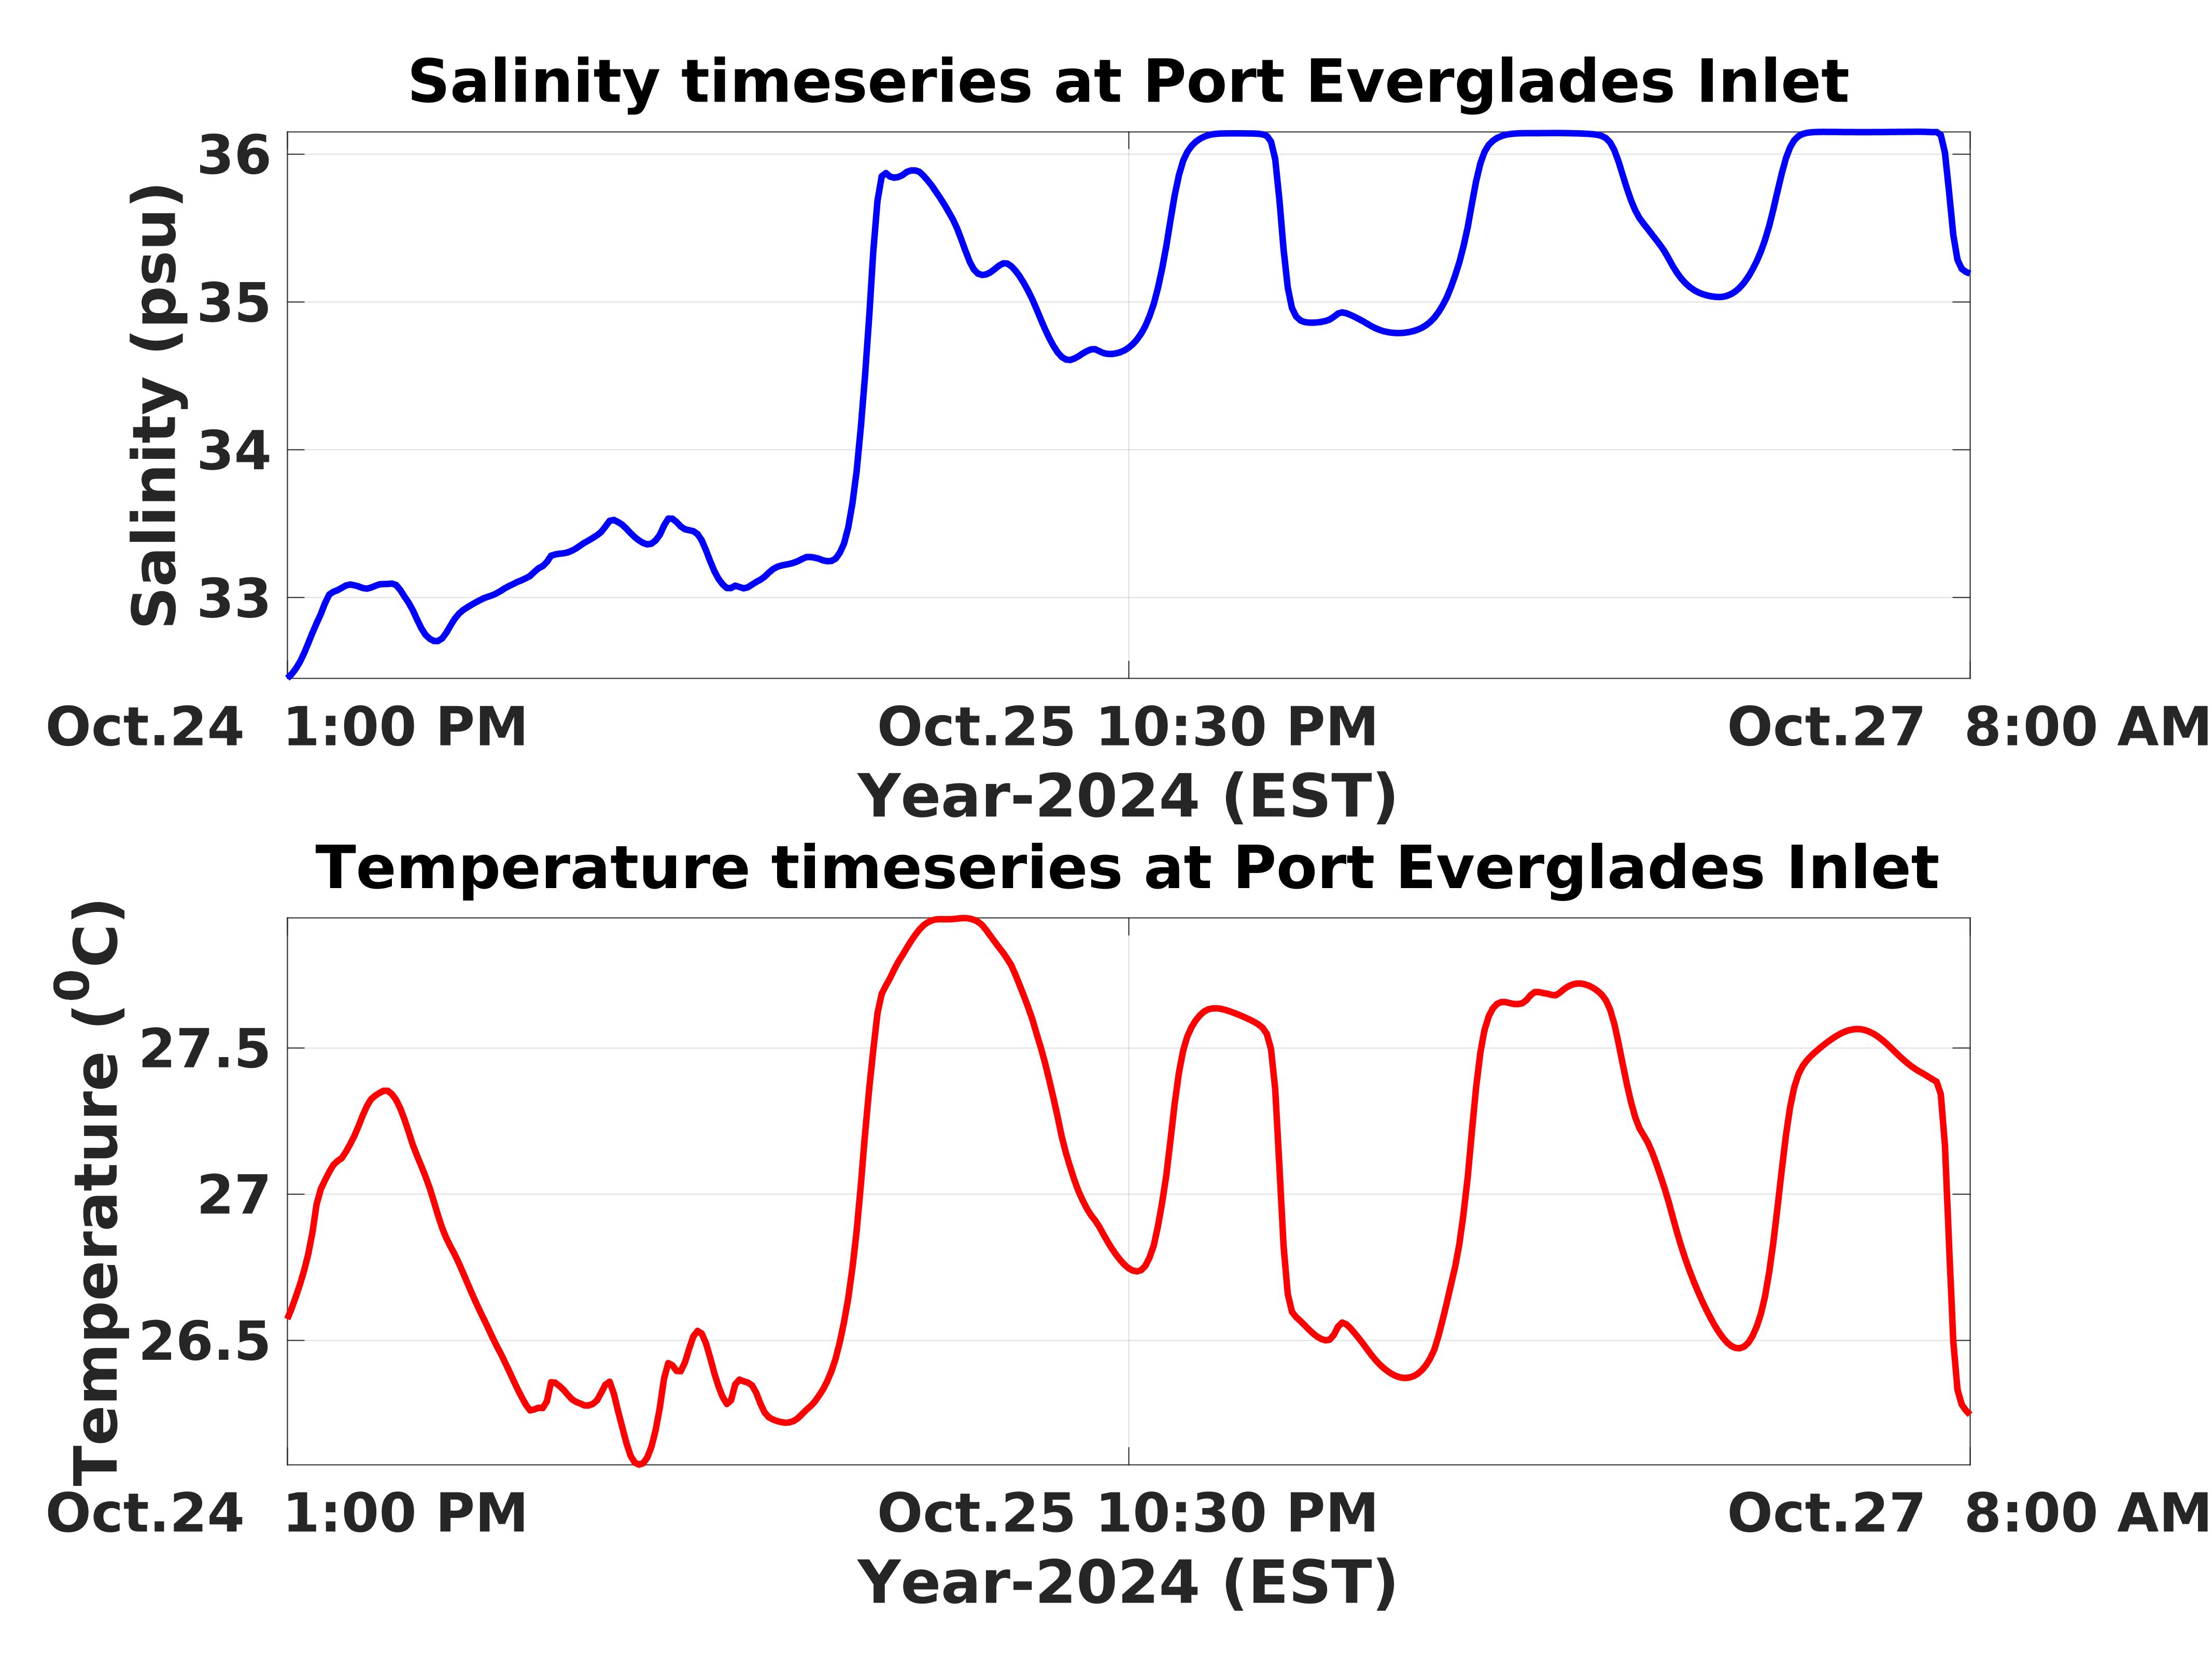 Salinity timeseries at Port Everglades Inlet
Salinity (psu)
36
35
34
33
Oct.24 1:00 PM Oct.25 10:30 PM Oct.27 8:00 AM
Year-2024 (EST)
Temperature timeseries at Port Everglades Inlet
Temperature (⁰C)
27.5
27
26.5
Oct.24 1:00 PM Oct.25 10:30 PM Oct.27 8:00 AM
Year-2024 (EST)